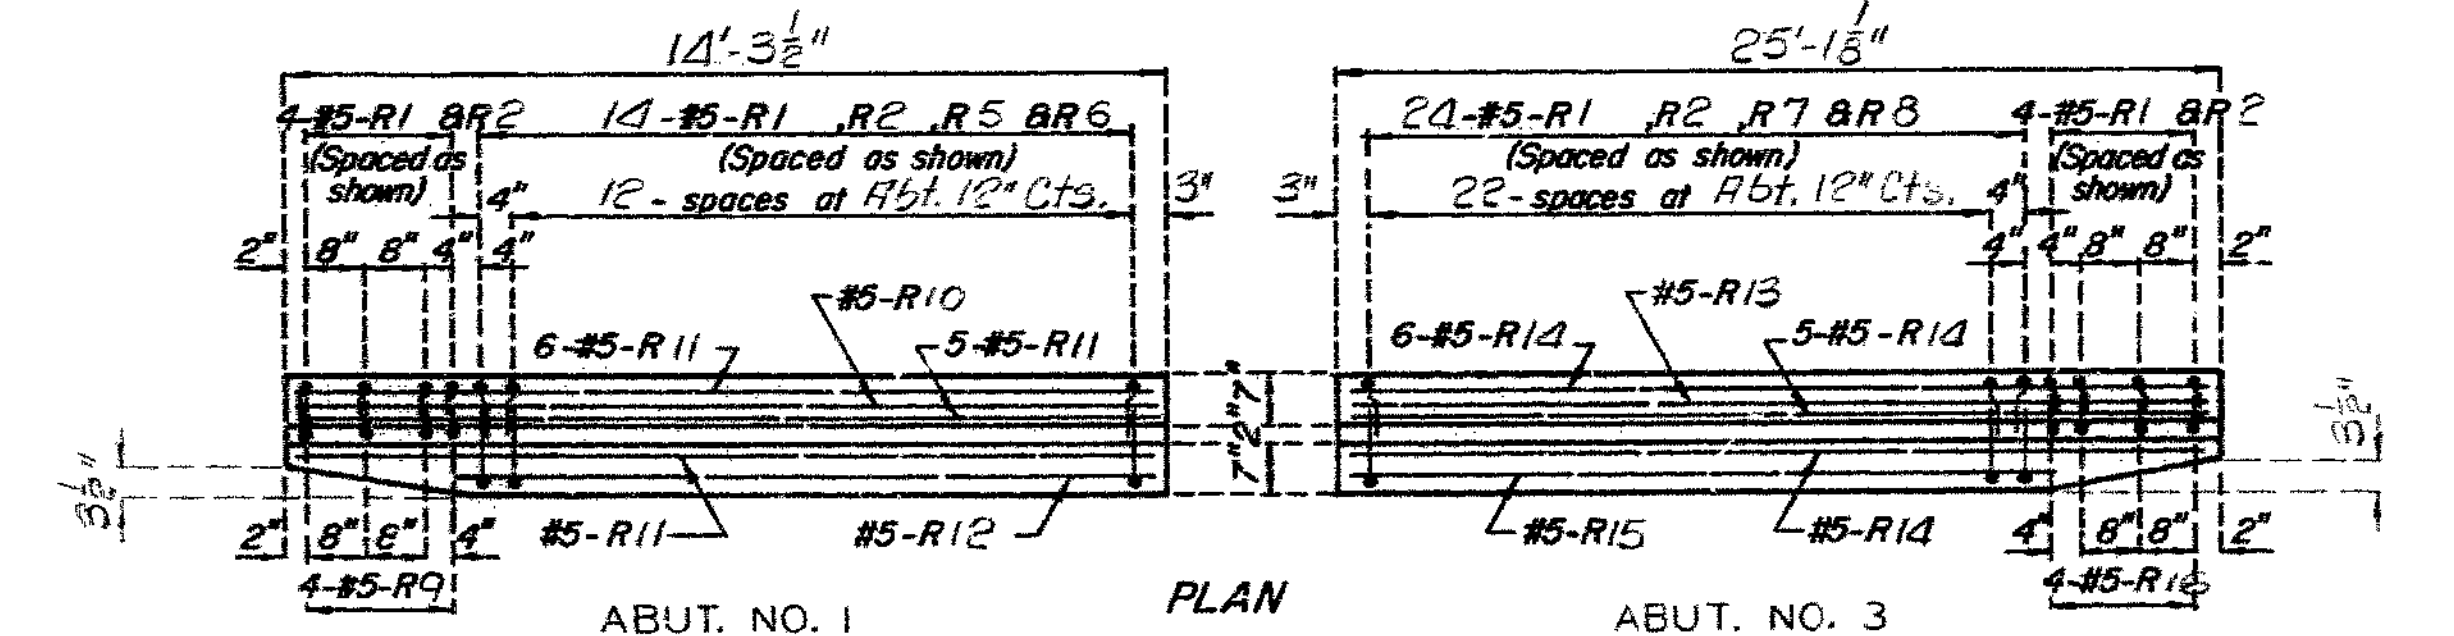 14'-3 1/2"
25'-1 1/8"
4-#5-R1 &R2
14-#5-R1 ,R2 ,R5 &R6
24-#5-R1 ,R2 ,R7 &R8
4-#5-R1 &R2
(Spaced as
shown)
(Spaced as shown)
(Spaced as shown)
(Spaced as
shown)
4"
12 - spaces at Abt. 12" Cts.
3"
3"
22- spaces at Abt. 12" Cts.
4"
2" 8" 8" 4" 4"
4" 4" 8" 8" 2"
#5-R10
#5-R13
6-#5-R11
5-#5-R11
6-#5-R14
5-#5-R14
7"
2"
7"
3 1/2"
3 1/2"
2" 8" 8" 4"
#5-R11
#5-R12
#5-R15
#5-R14
4" 8" 8" 2"
4-#5-R9
PLAN
4-#5-R16
ABUT. NO. 1
ABUT. NO. 3